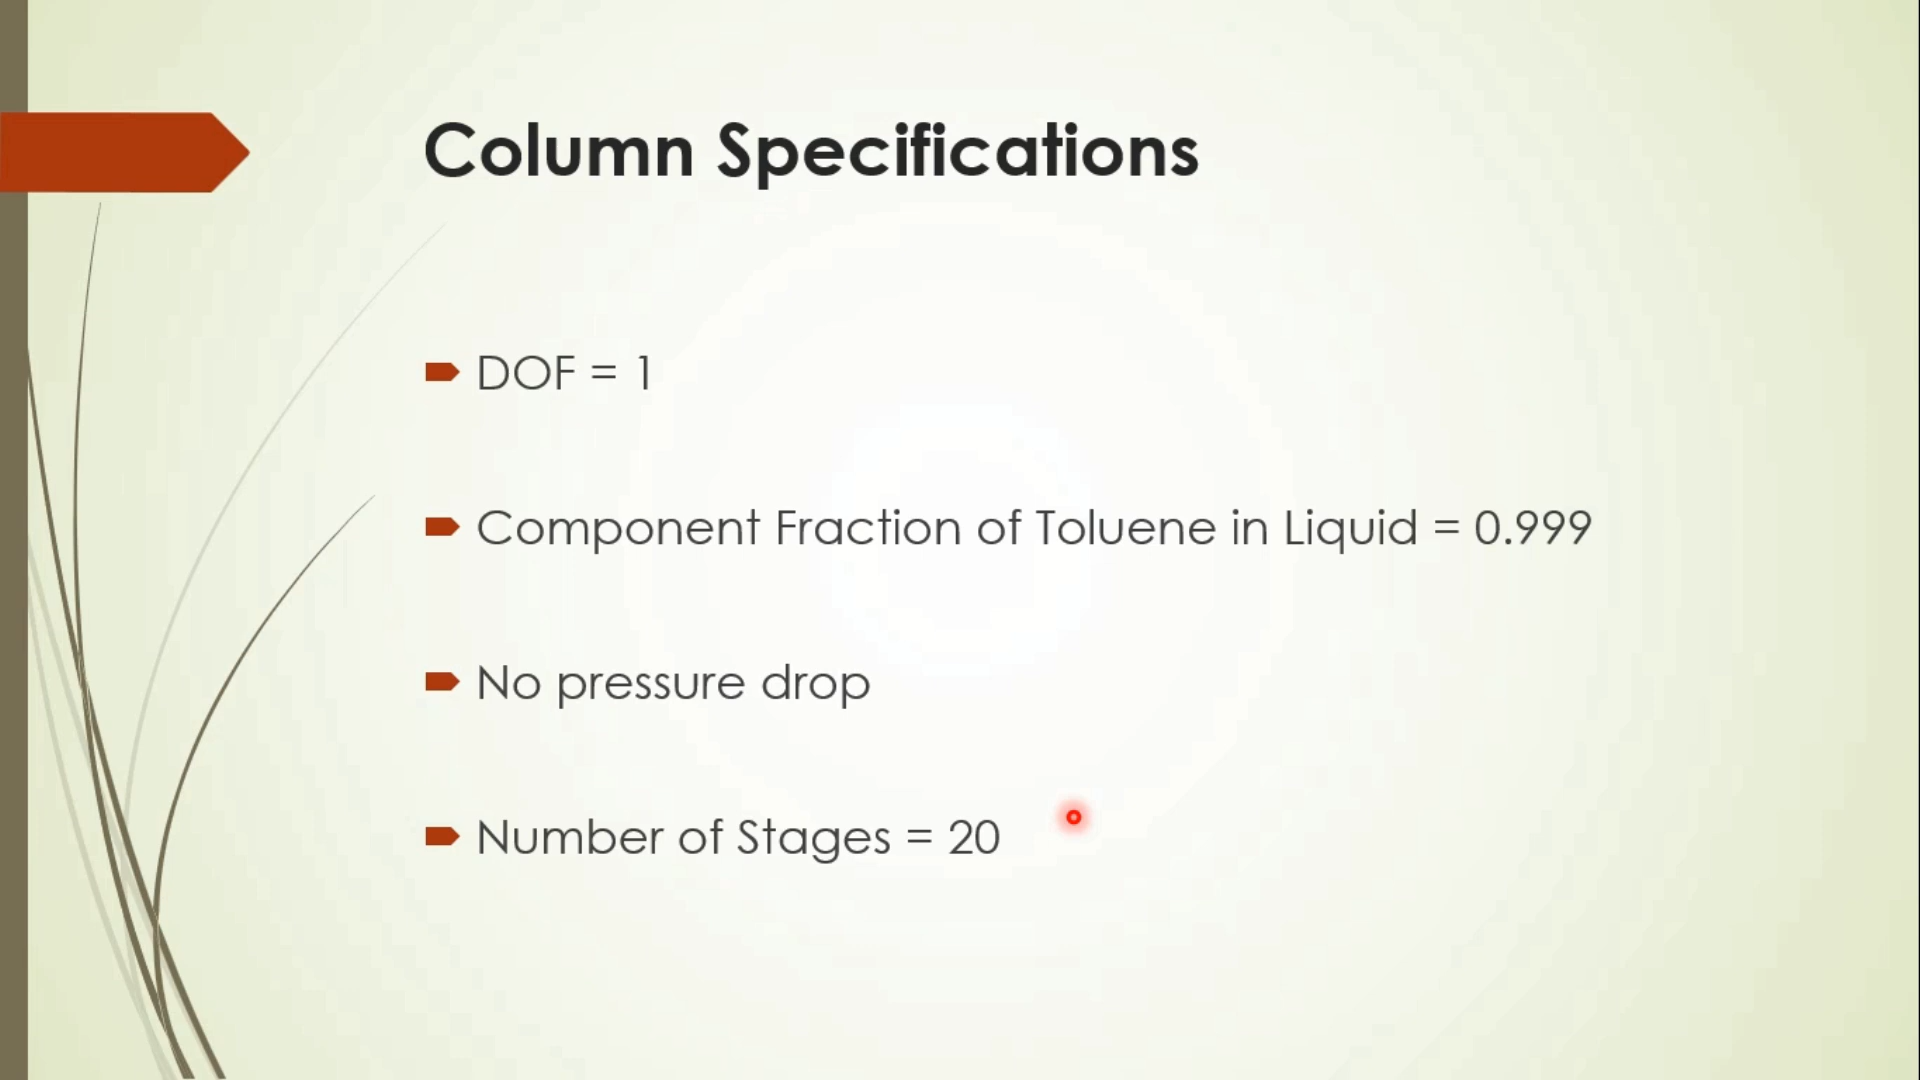 Column Specifications
DOF = 1
Component Fraction of Toluene in Liquid = 0.999
No pressure drop
Number of Stages = 20